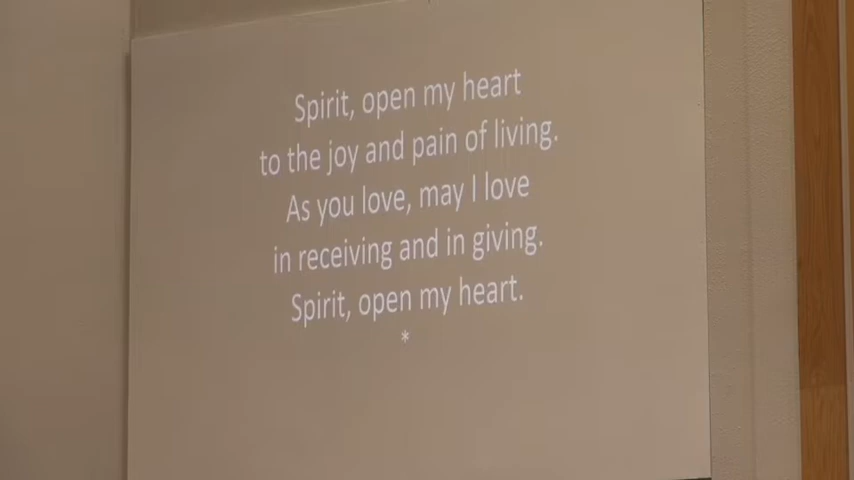 Spirit, open my heart
to the joy and pain of living.
As you love, may I love
in receiving and in giving.
Spirit, open my heart.
*